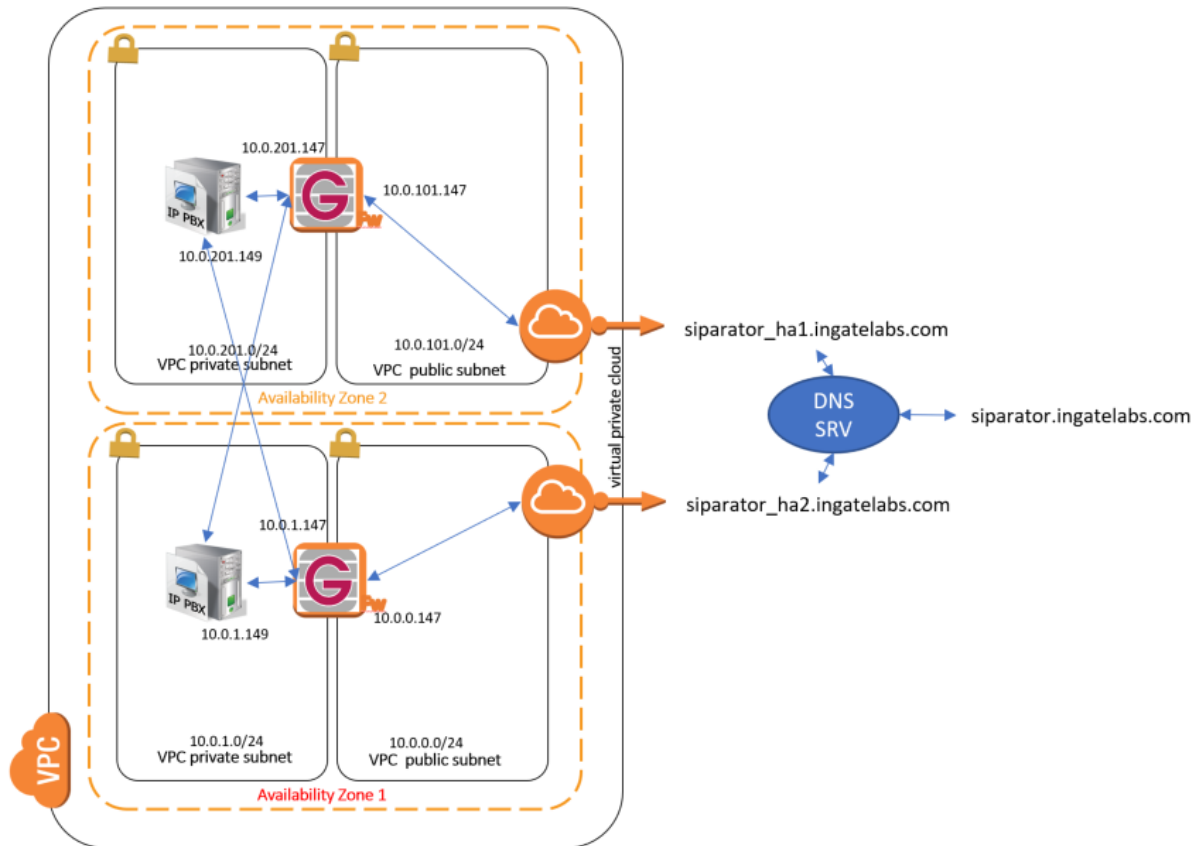 10.0.201.147
G
Fw
10.0.101.147
IP PBX
10.0.201.149
10.0.201.0/24
VPC private subnet
10.0.101.0/24
VPC public subnet
Availability Zone 2
virtual private cloud
siparator_ha1.ingatelabs.com
DNS
SRV
siparator.ingatelabs.com
siparator_ha2.ingatelabs.com
10.0.1.147
G
Fw
10.0.0.147
IP PBX
10.0.1.149
10.0.1.0/24
VPC private subnet
10.0.0.0/24
VPC public subnet
Availability Zone 1
VPC